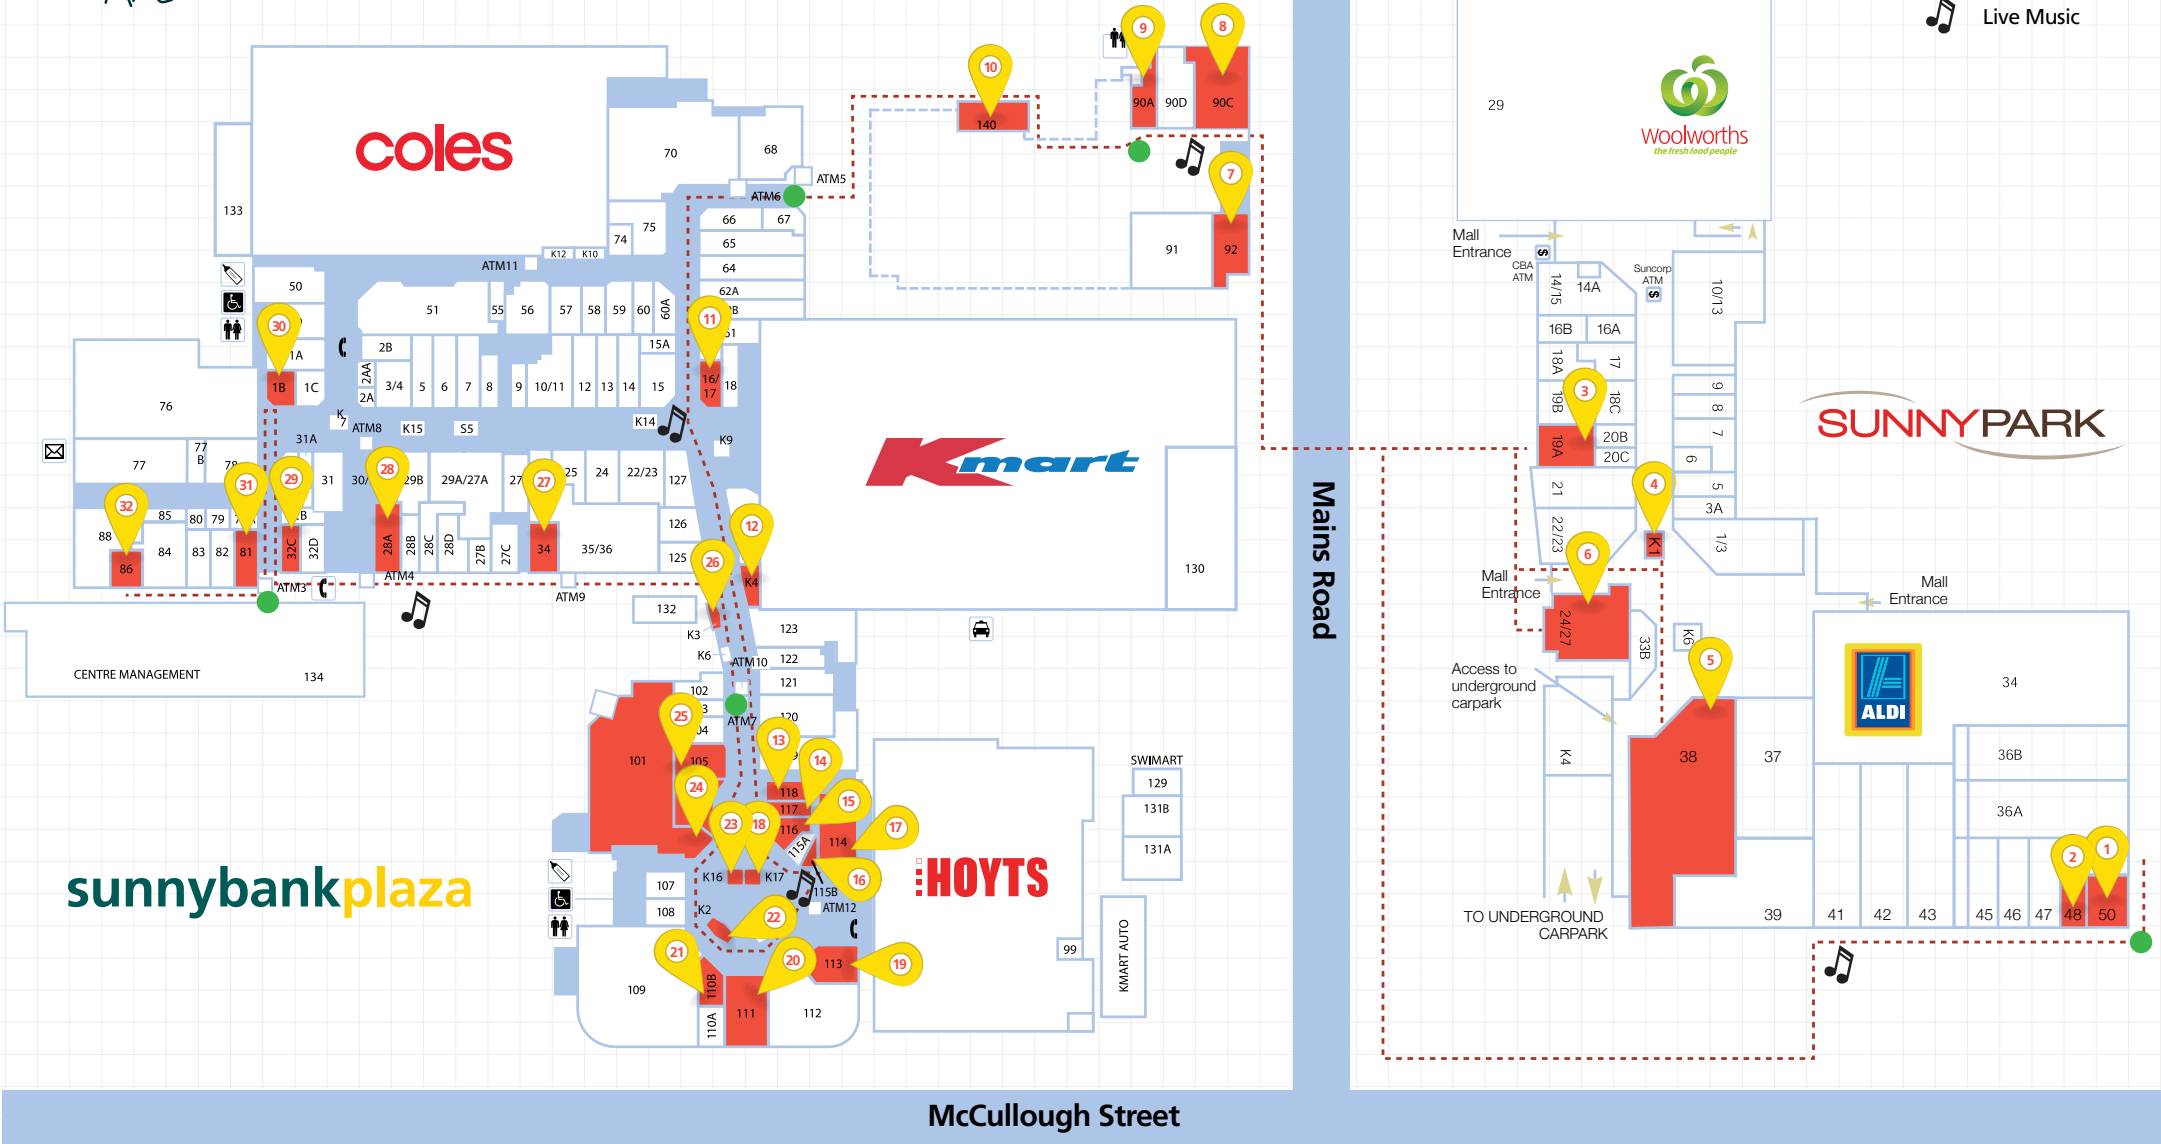 Live Music
coles
133
70
68
ATM5
ATM6
75
74
K12
K10
ATM11
66
67
65
64
62A
10
140
9
8
90A
90D
90C
7
91
92
50
30
1A
1B
1C
51
55
56
57
58
59
60
60A
11
61
15A
2B
2AA
2A
3/4
5
6
7
8
9
10/11
12
13
14
15
16/
17
18
76
K
7
ATM8
K15
S5
K14
K9
31A
77
77
B
31
29
31
28
29B
29A/27A
27
27
25
24
22/23
127
32
88
85
80
79
84
83
82
81
86
32C
32D
28A
28B
28C
28D
27B
27C
34
35/36
126
125
12
K4
26
ATM3
ATM4
ATM9
132
K3
K6
ATM10
123
122
121
120
CENTRE MANAGEMENT
134
Kmart
130
102
25
ATM7
101
105
24
13
118
14
117
15
116
115A
114
17
23
18
K16
K17
16
115B
ATM12
107
108
K2
22
21
20
113
19
109
110B
110A
111
112
HOYTS
99
SWIMART
129
131B
131A
KMART AUTO
sunnybankplaza
Mains Road
McCullough Street
29
Woolworths
the fresh food people
Mall
Entrance
CBA
ATM
$
14/15
14A
Suncorp
ATM
$
10/13
16B
16A
18A
17
3
19B
18C
19A
20B
20C
9
8
7
6
5
3A
SUNNYPARK
21
22/23
4
K1
1/3
6
Mall
Entrance
24/27
33B
K6
Mall
Entrance
Access to
underground
carpark
5
K4
38
37
ALDI
34
36B
36A
TO UNDERGROUND
CARPARK
39
41
42
43
45
46
47
2
48
1
50